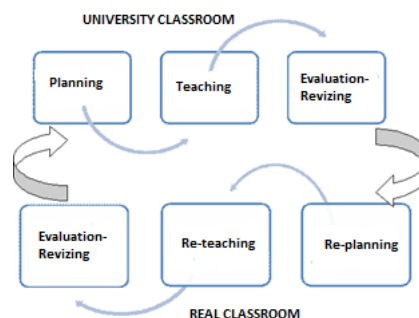 UNIVERSITY CLASSROOM
Planning
Teaching
Evaluation-
Revizing
Evaluation-
Revizing
Re-teaching
Re-planning
REAL CLASSROOM